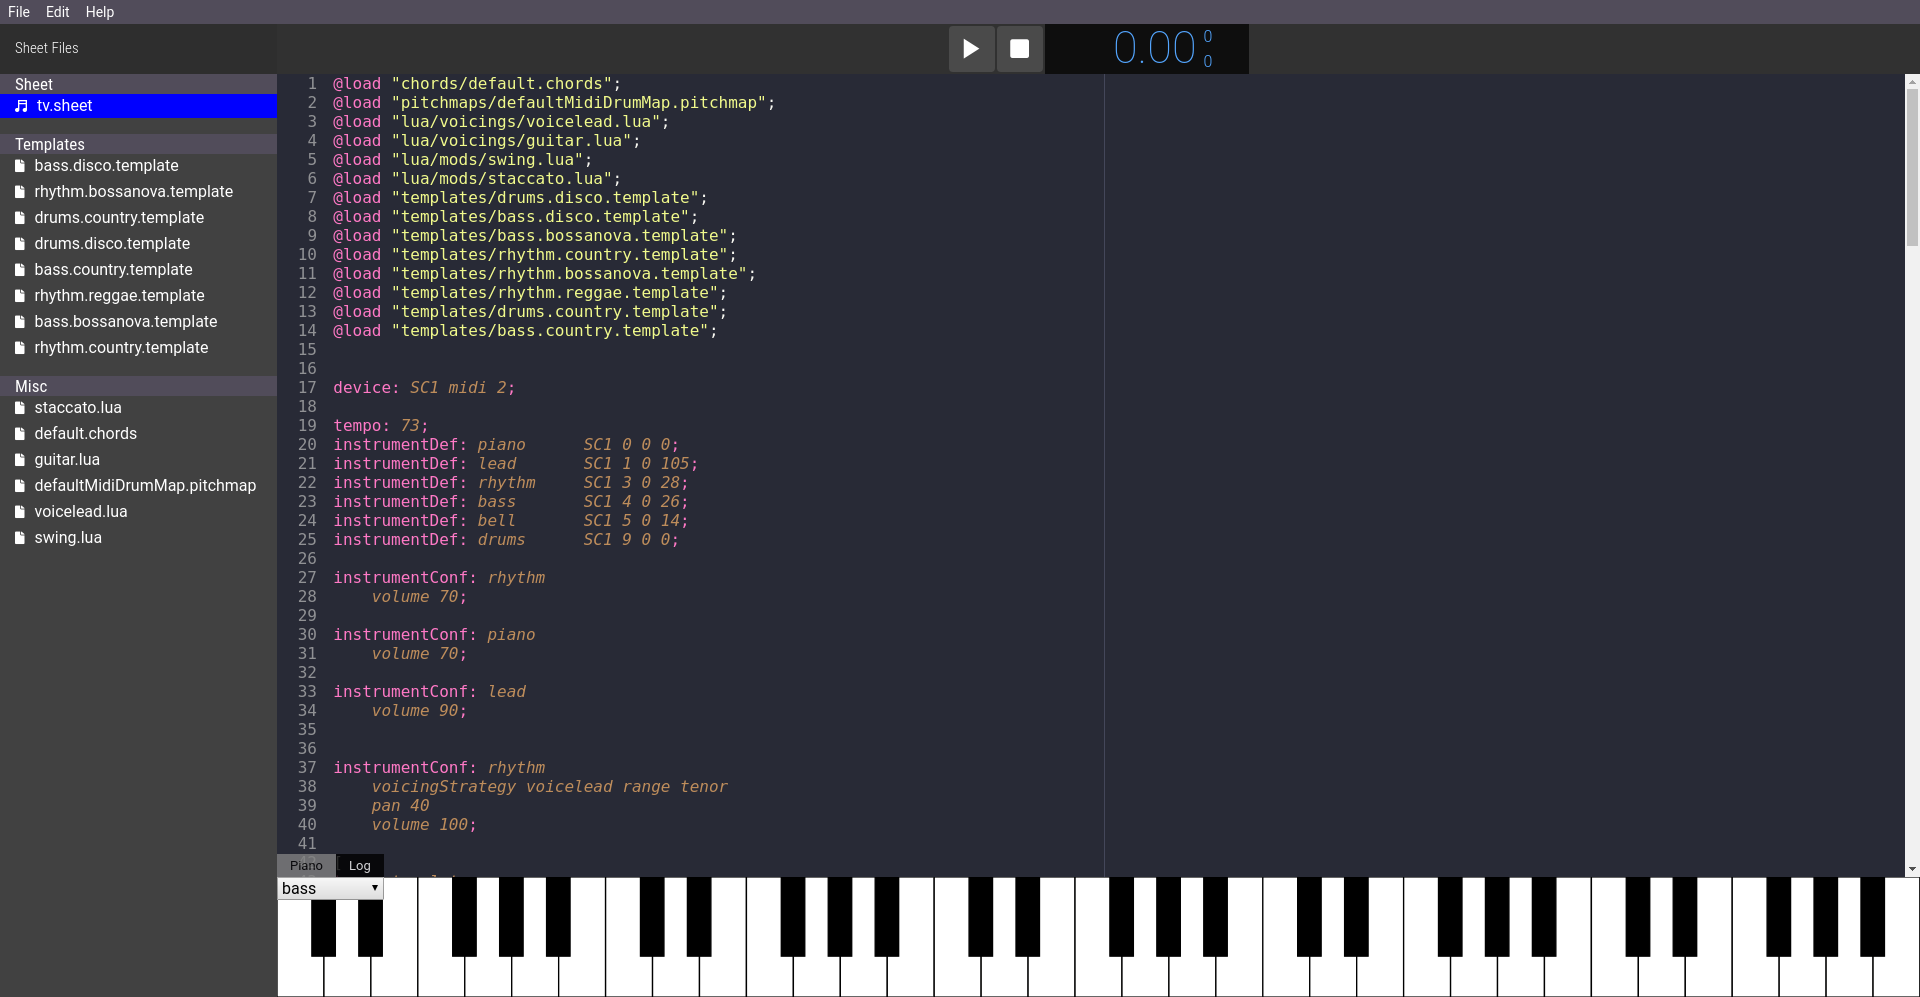 File Edit Help
Sheet Files
0.00 0
0
Sheet
tv.sheet
Templates
bass.disco.template
rhythm.bossanova.template
drums.country.template
drums.disco.template
bass.country.template
rhythm.reggae.template
bass.bossanova.template
rhythm.country.template
Misc
staccato.lua
default.chords
guitar.lua
defaultMidiDrumMap.pitchmap
voicelead.lua
swing.lua
1 @load "chords/default.chords";
2 @load "pitchmaps/defaultMidiDrumMap.pitchmap";
3 @load "lua/voicings/voicelead.lua";
4 @load "lua/voicings/guitar.lua";
5 @load "lua/mods/swing.lua";
6 @load "lua/mods/staccato.lua";
7 @load "templates/drums.disco.template";
8 @load "templates/bass.disco.template";
9 @load "templates/bass.bossanova.template";
10 @load "templates/rhythm.country.template";
11 @load "templates/rhythm.bossanova.template";
12 @load "templates/rhythm.reggae.template";
13 @load "templates/drums.country.template";
14 @load "templates/bass.country.template";
15
16
17 device: SC1 midi 2;
18
19 tempo: 73;
20 instrumentDef: piano      SC1 0 0 0;
21 instrumentDef: lead       SC1 1 0 105;
22 instrumentDef: rhythm     SC1 3 0 28;
23 instrumentDef: bass       SC1 4 0 26;
24 instrumentDef: bell       SC1 5 0 14;
25 instrumentDef: drums      SC1 9 0 0;
26
27 instrumentConf: rhythm
28     volume 70;
29
30 instrumentConf: piano
31     volume 70;
32
33 instrumentConf: lead
34     volume 90;
35
36
37 instrumentConf: rhythm
38     voicingStrategy voicelead range tenor
39     pan 40
40     volume 100;
41
Piano Log
bass